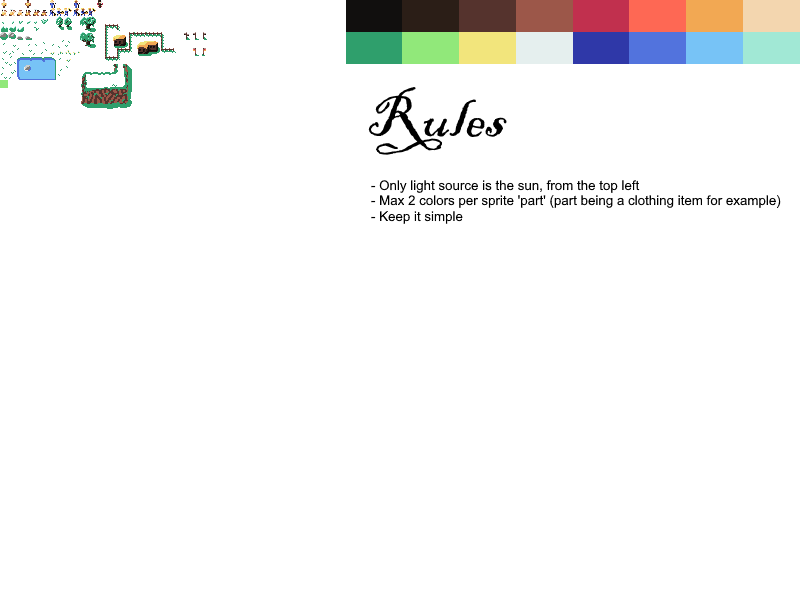 Rules
- Only light source is the sun, from the top left
- Max 2 colors per sprite 'part' (part being a clothing item for example)
- Keep it simple